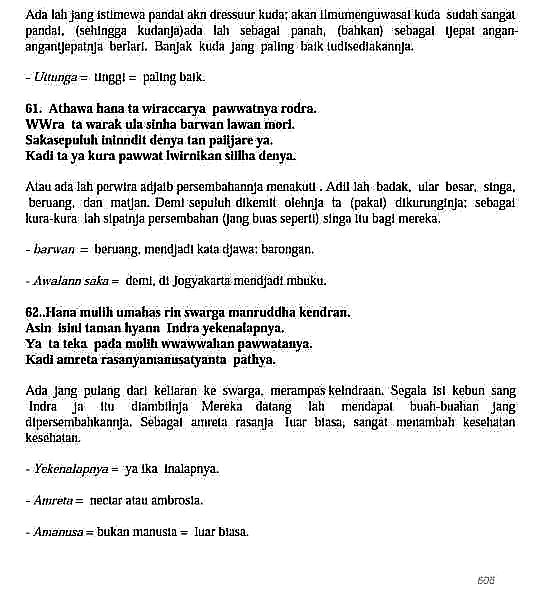 Ada lah jang istimewa pandai akn dressuur kuda; akan ilmumenguwasai kuda sudah sangat
pandai, (sehingga kudanja)ada lah sebagai panah, (bahkan) sebagai tjepat angan-
angantjepatnja berlari. Banjak kuda jang paling baik tudisediakannja.
- Uttunga = tinggi = paling baik.
61. Athawa hana ta wiraccarya pawwatnya rodra.
WWra ta warak ula sinha barwan lawan mori.
Sakasepuluh ininndit denya tan paijjare ya.
Kadi ta ya kura pawwat lwirnikan siliha denya.
Atau ada lah perwira adjaib persembahannja menakuti . Adil lah badak, ular besar, singa,
beruang, dan matjan. Demi sepuluh dikemit olehnja ta (pakai) dikurunginja; sebagai
kura-kura lah sipatnja persembahan (jang buas seperti) singa itu bagi mereka.
- barwan = beruang, mendjadi kata djawa: barongan.
- Awalann saka = demi, di Jogyakarta mendjadi mbuku.
62..Hana mulih umahas rin swarga manruddha kendran.
Asin isini taman hyann Indra yekenalapnya.
Ya ta teka pada molih wwawwahan pawwatanya.
Kadi amreta rasanyamanusatyanta pathya.
Ada jang pulang dari keliaran ke swarga, merampas keindraan. Segala isi kebun sang
Indra ja itu diambilnja Mereka datang lah mendapat buah-buahan jang
dipersembahkannja. Sebagai amreta rasanja luar biasa, sangat menambah kesehatan
kesehatan.
- Yekenalapnya = ya ika inalapnya.
- Amreta = nectar atau ambrosia.
- Amanusa = bukan manusia = luar biasa.